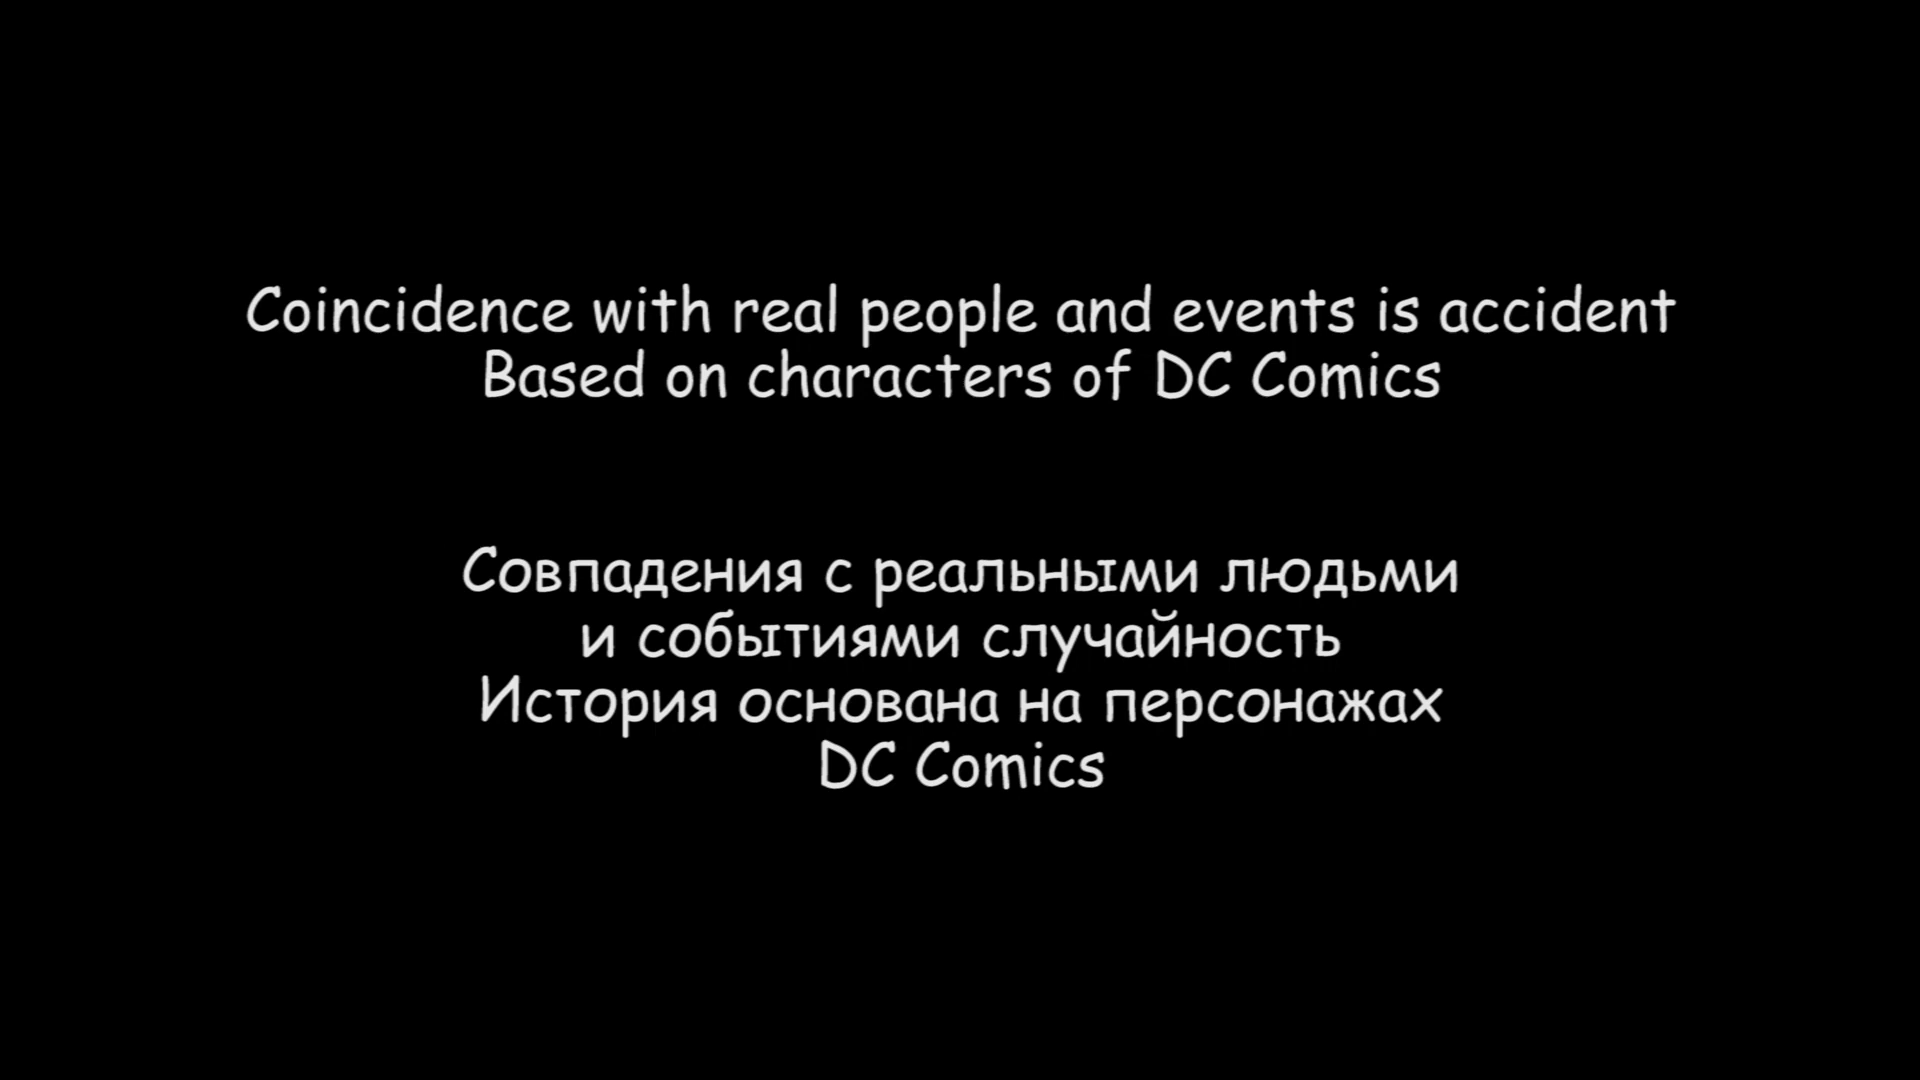 Coincidence with real people and events is accident
Based on characters of DC Comics
Совпадения с реальными людьми
и событиями случайность
История основана на персонажах
DC Comics